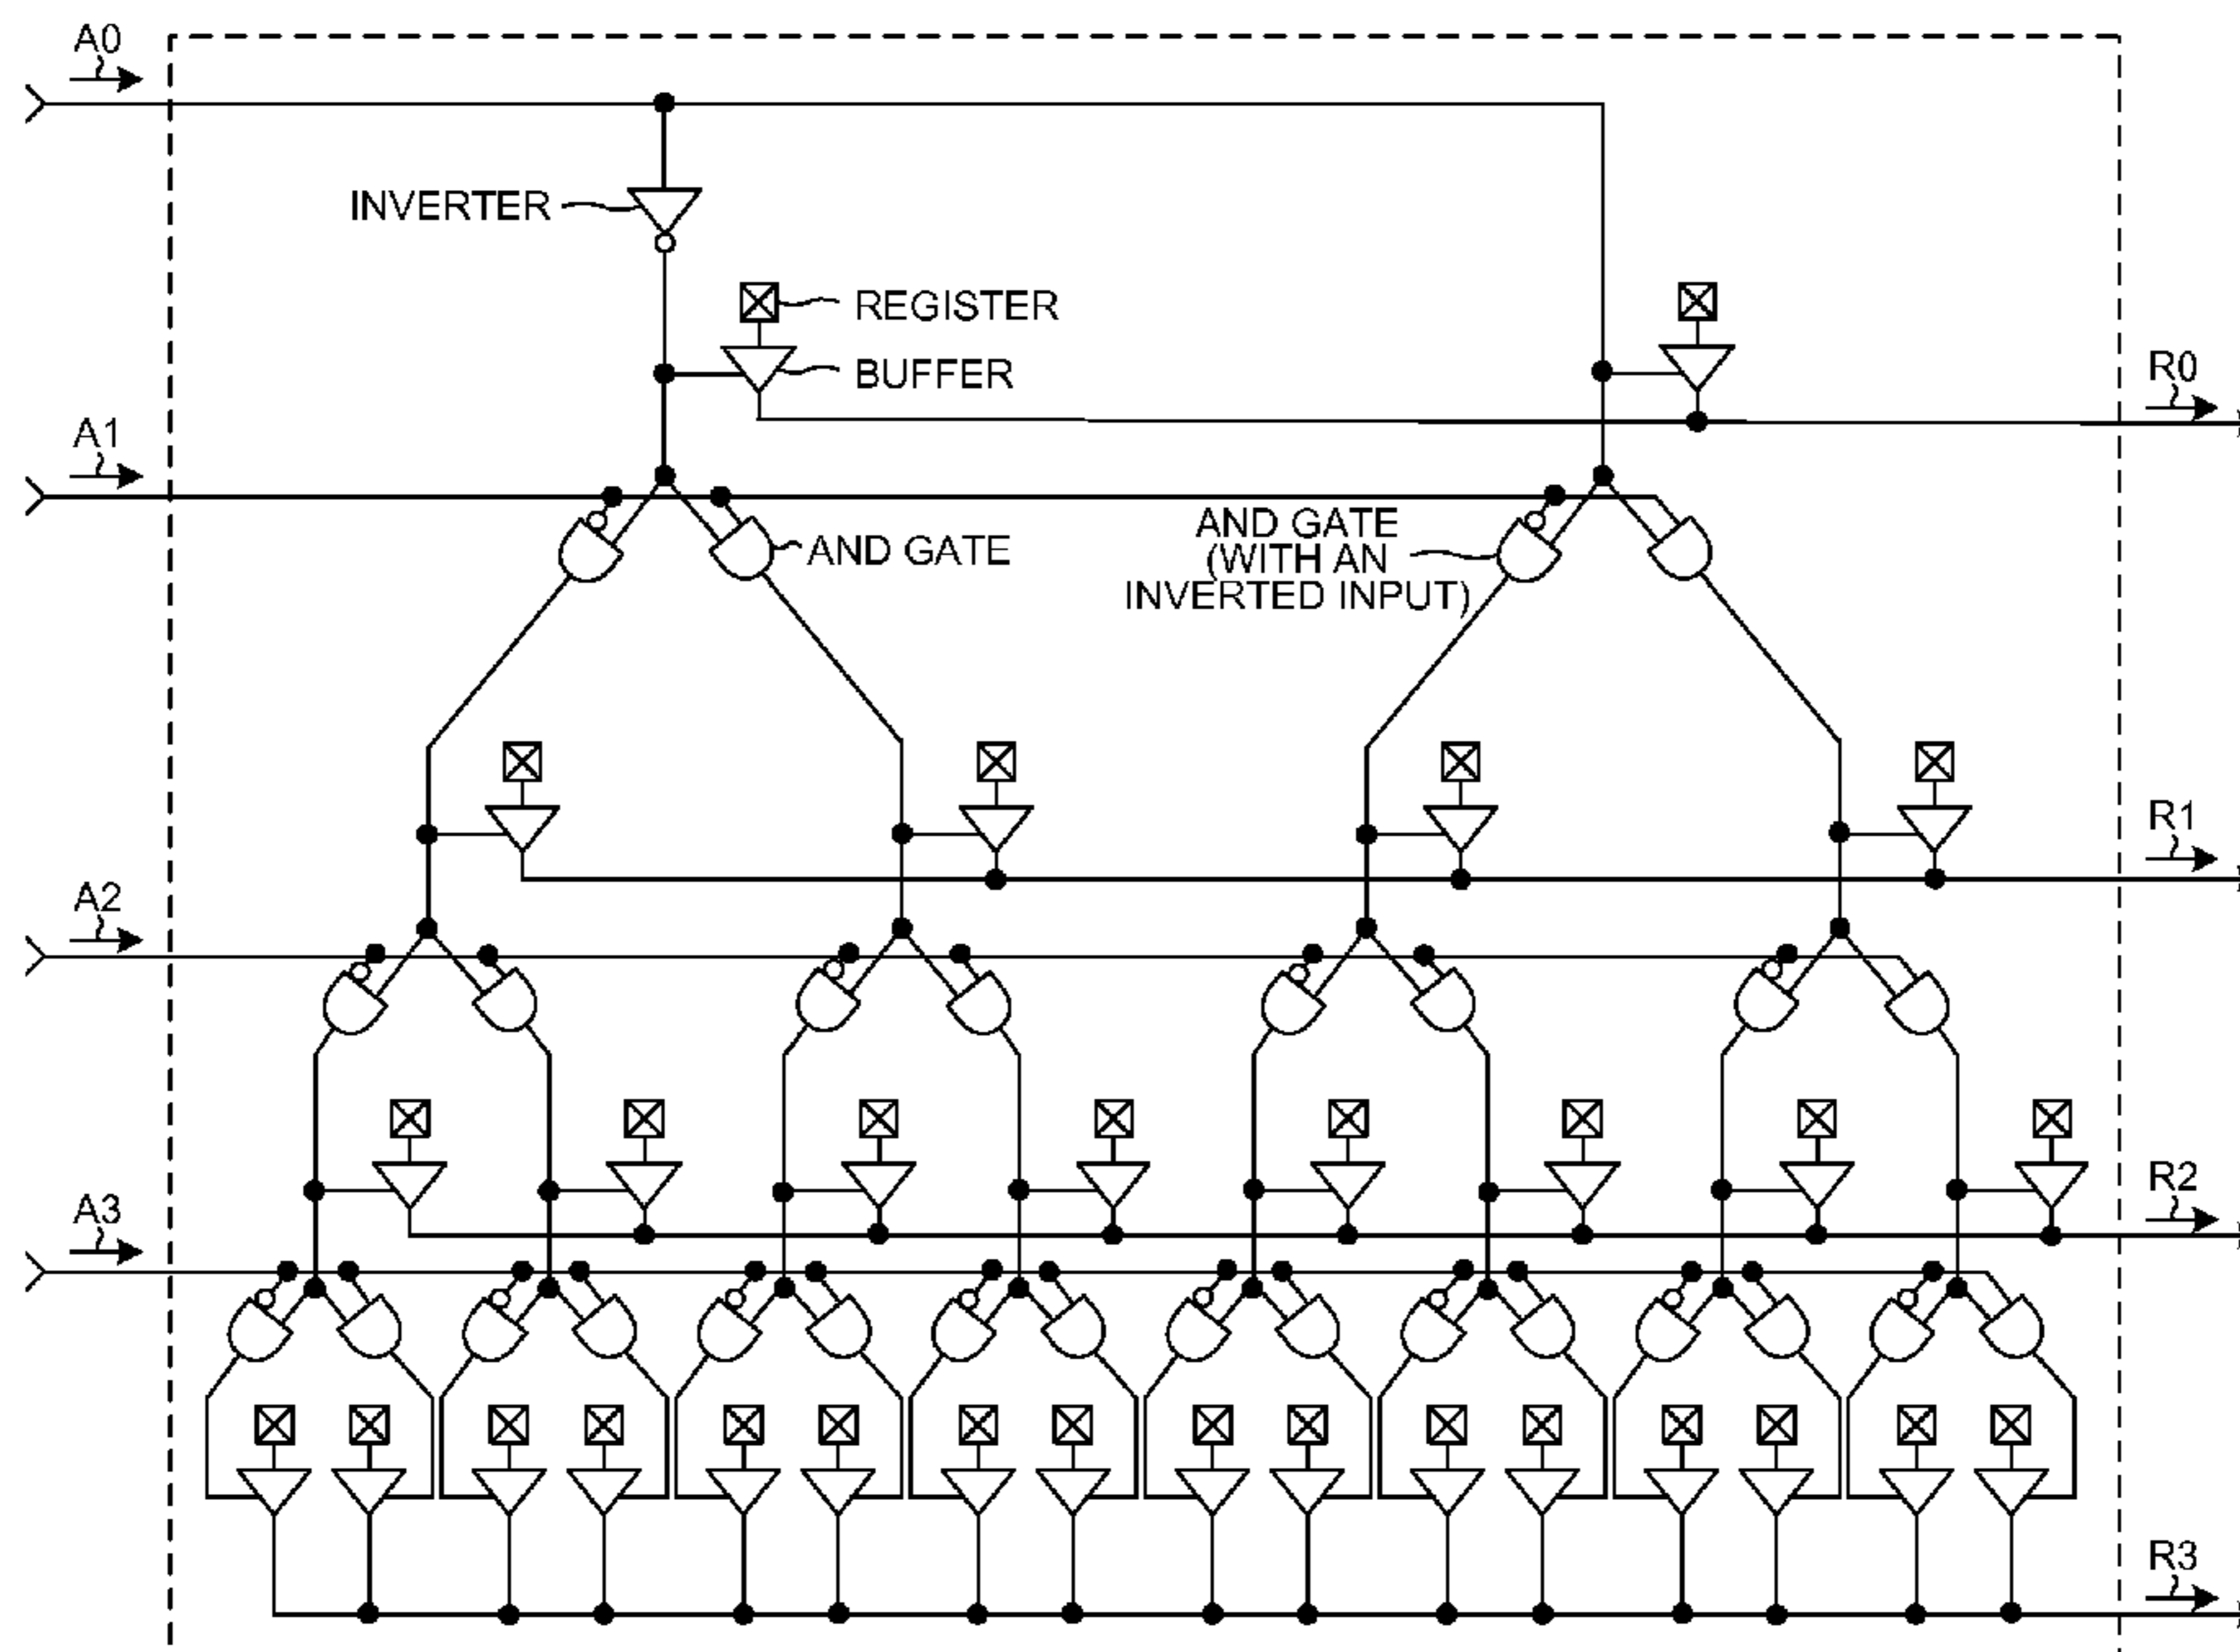 A0
INVERTER
REGISTER
BUFFER
R0
A1
AND GATE
AND GATE
(WITH AN
INVERTED INPUT)
R1
A2
R2
A3
R3